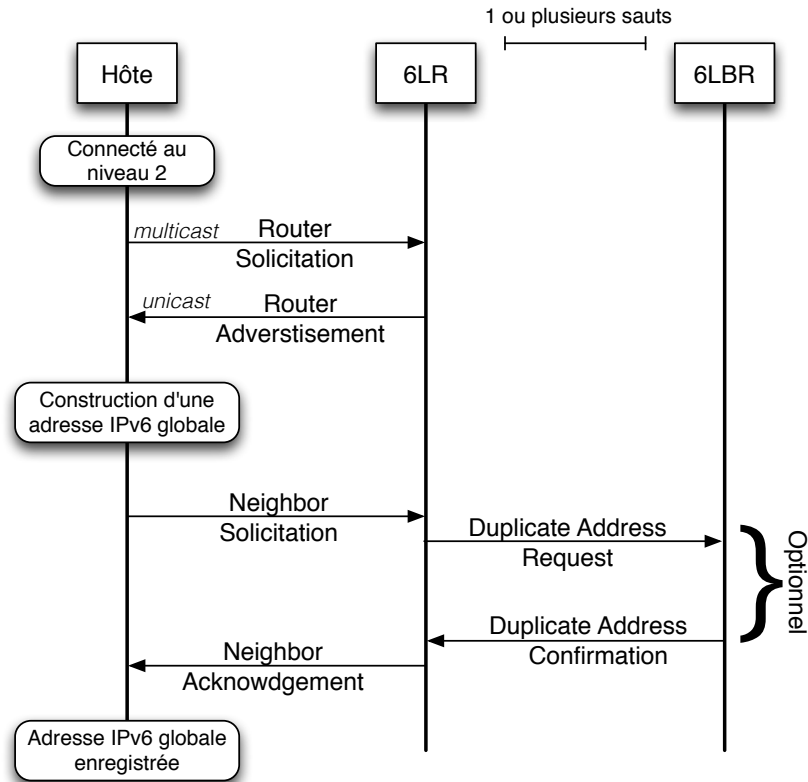 1 ou plusieurs sauts
Hôte
6LR
6LBR
Connecté au
niveau 2
multicast
Router
Solicitation
unicast
Router
Adverstisement
Construction d'une
adresse IPv6 globale
Neighbor
Solicitation
Duplicate Address
Request
Optionnel
Duplicate Address
Confirmation
Neighbor
Acknowdgement
Adresse IPv6 globale
enregistrée